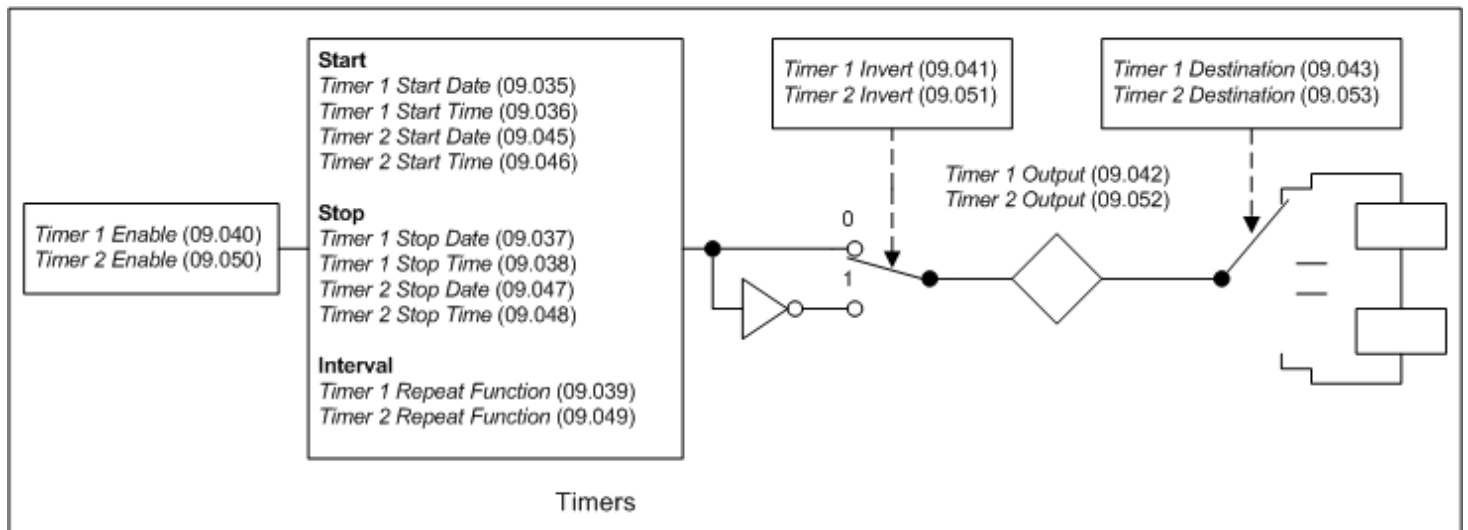 Timer 1 Enable (09.040)
Timer 2 Enable (09.050)
Start
Timer 1 Start Date (09.035)
Timer 1 Start Time (09.036)
Timer 2 Start Date (09.045)
Timer 2 Start Time (09.046)
Stop
Timer 1 Stop Date (09.037)
Timer 1 Stop Time (09.038)
Timer 2 Stop Date (09.047)
Timer 2 Stop Time (09.048)
Interval
Timer 1 Repeat Function (09.039)
Timer 2 Repeat Function (09.049)
0
1
Timer 1 Invert (09.041)
Timer 2 Invert (09.051)
Timer 1 Output (09.042)
Timer 2 Output (09.052)
Timer 1 Destination (09.043)
Timer 2 Destination (09.053)
Timers